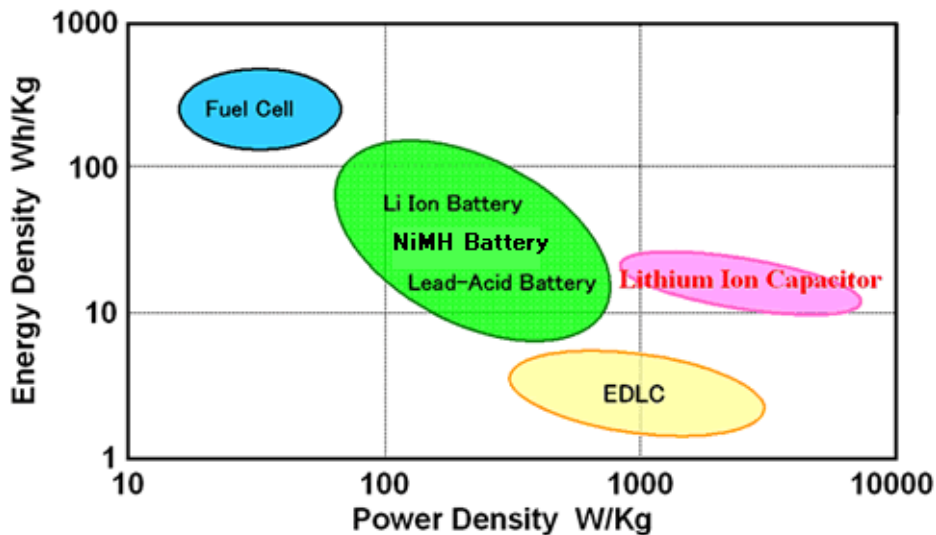 1000
Fuel Cell
100
Li Ion Battery
NiMH Battery
Lithium Ion Capacitor
Lead-Acid Battery
10
EDLC
1
10
100
1000
10000
Energy Density Wh/Kg
Power Density W/Kg